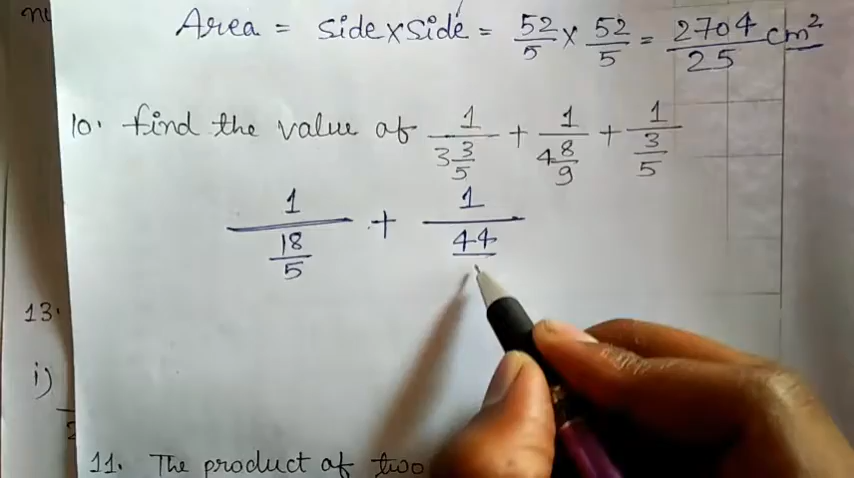 Area = side×side = 52/5 × 52/5 = 2704/25 cm²
10. find the value of 1/(3 3/5) + 1/(4 8/9) + 1/(3/5)
1/(18/5) + 1/(44/
13.
i)
11. The product of two